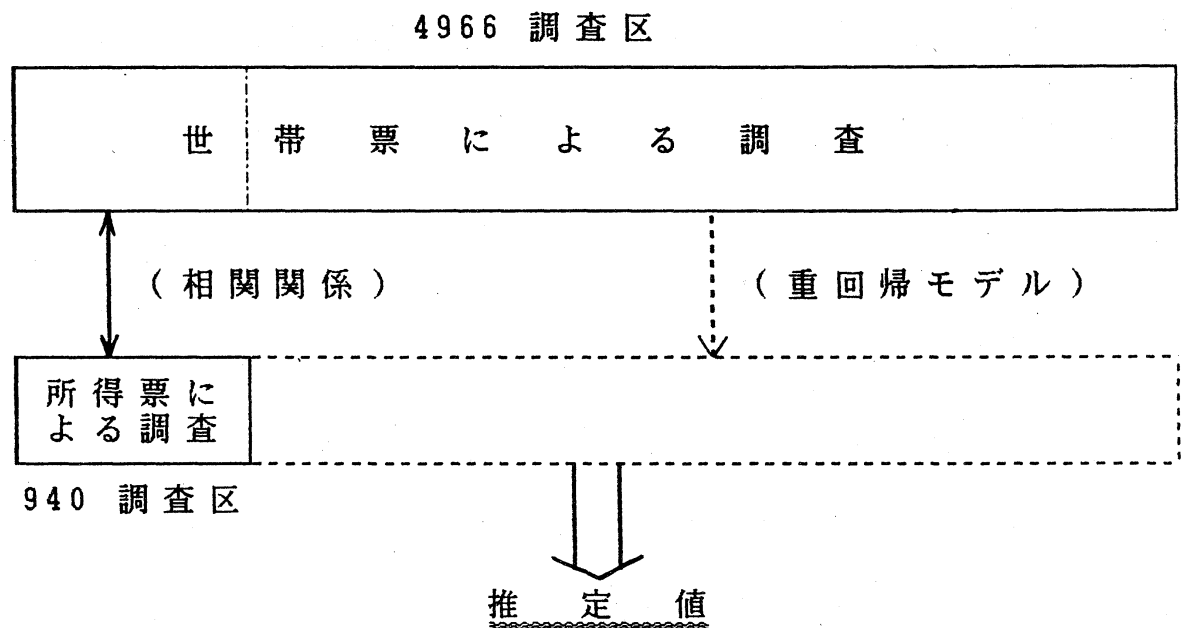 4966 調査区
世帯票による調査
(相関関係)
(重回帰モデル)
所得票に
よる調査
940 調査区
推定値